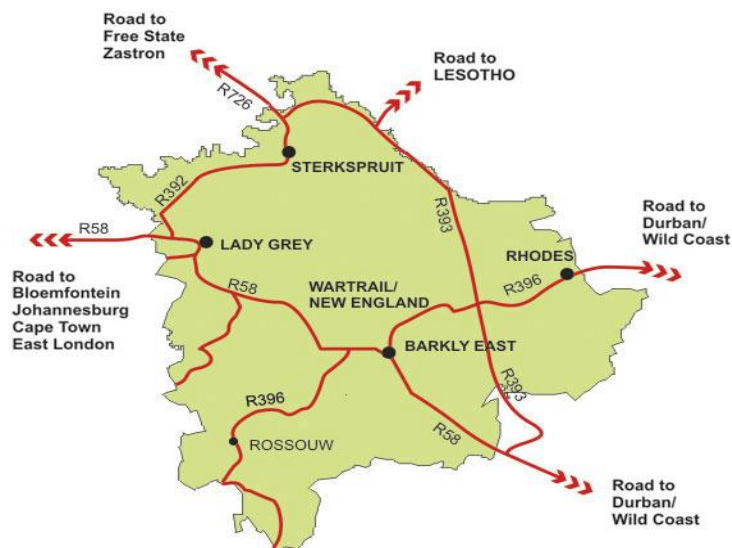 Road to
Free State
Zastron
Road to
LESOTHO
R726
STERKSPRUIT
R392
R393
Road to
Durban/
Wild Coast
R58
LADY GREY
RHODES
R396
Road to
Bloemfontein
Johannesburg
Cape Town
East London
R58
WARTRAIL/
NEW ENGLAND
BARKLY EAST
R393
R396
R58
ROSSOUW
Road to
Durban/
Wild Coast